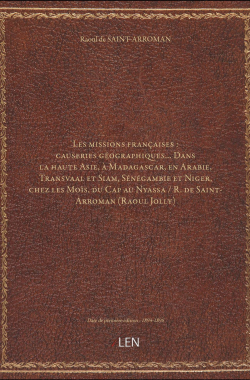 Raoul de SAINT-ARROMAN
Les missions françaises :
causeries géographiques... Dans
la haute Asie, à Madagascar, en Arabie,
Transvaal et Siam, Sénégambie et Niger,
chez les Moïs, du Cap au Nyassa / R. de Saint-
Arroman (Raoul Jolly)
LEN